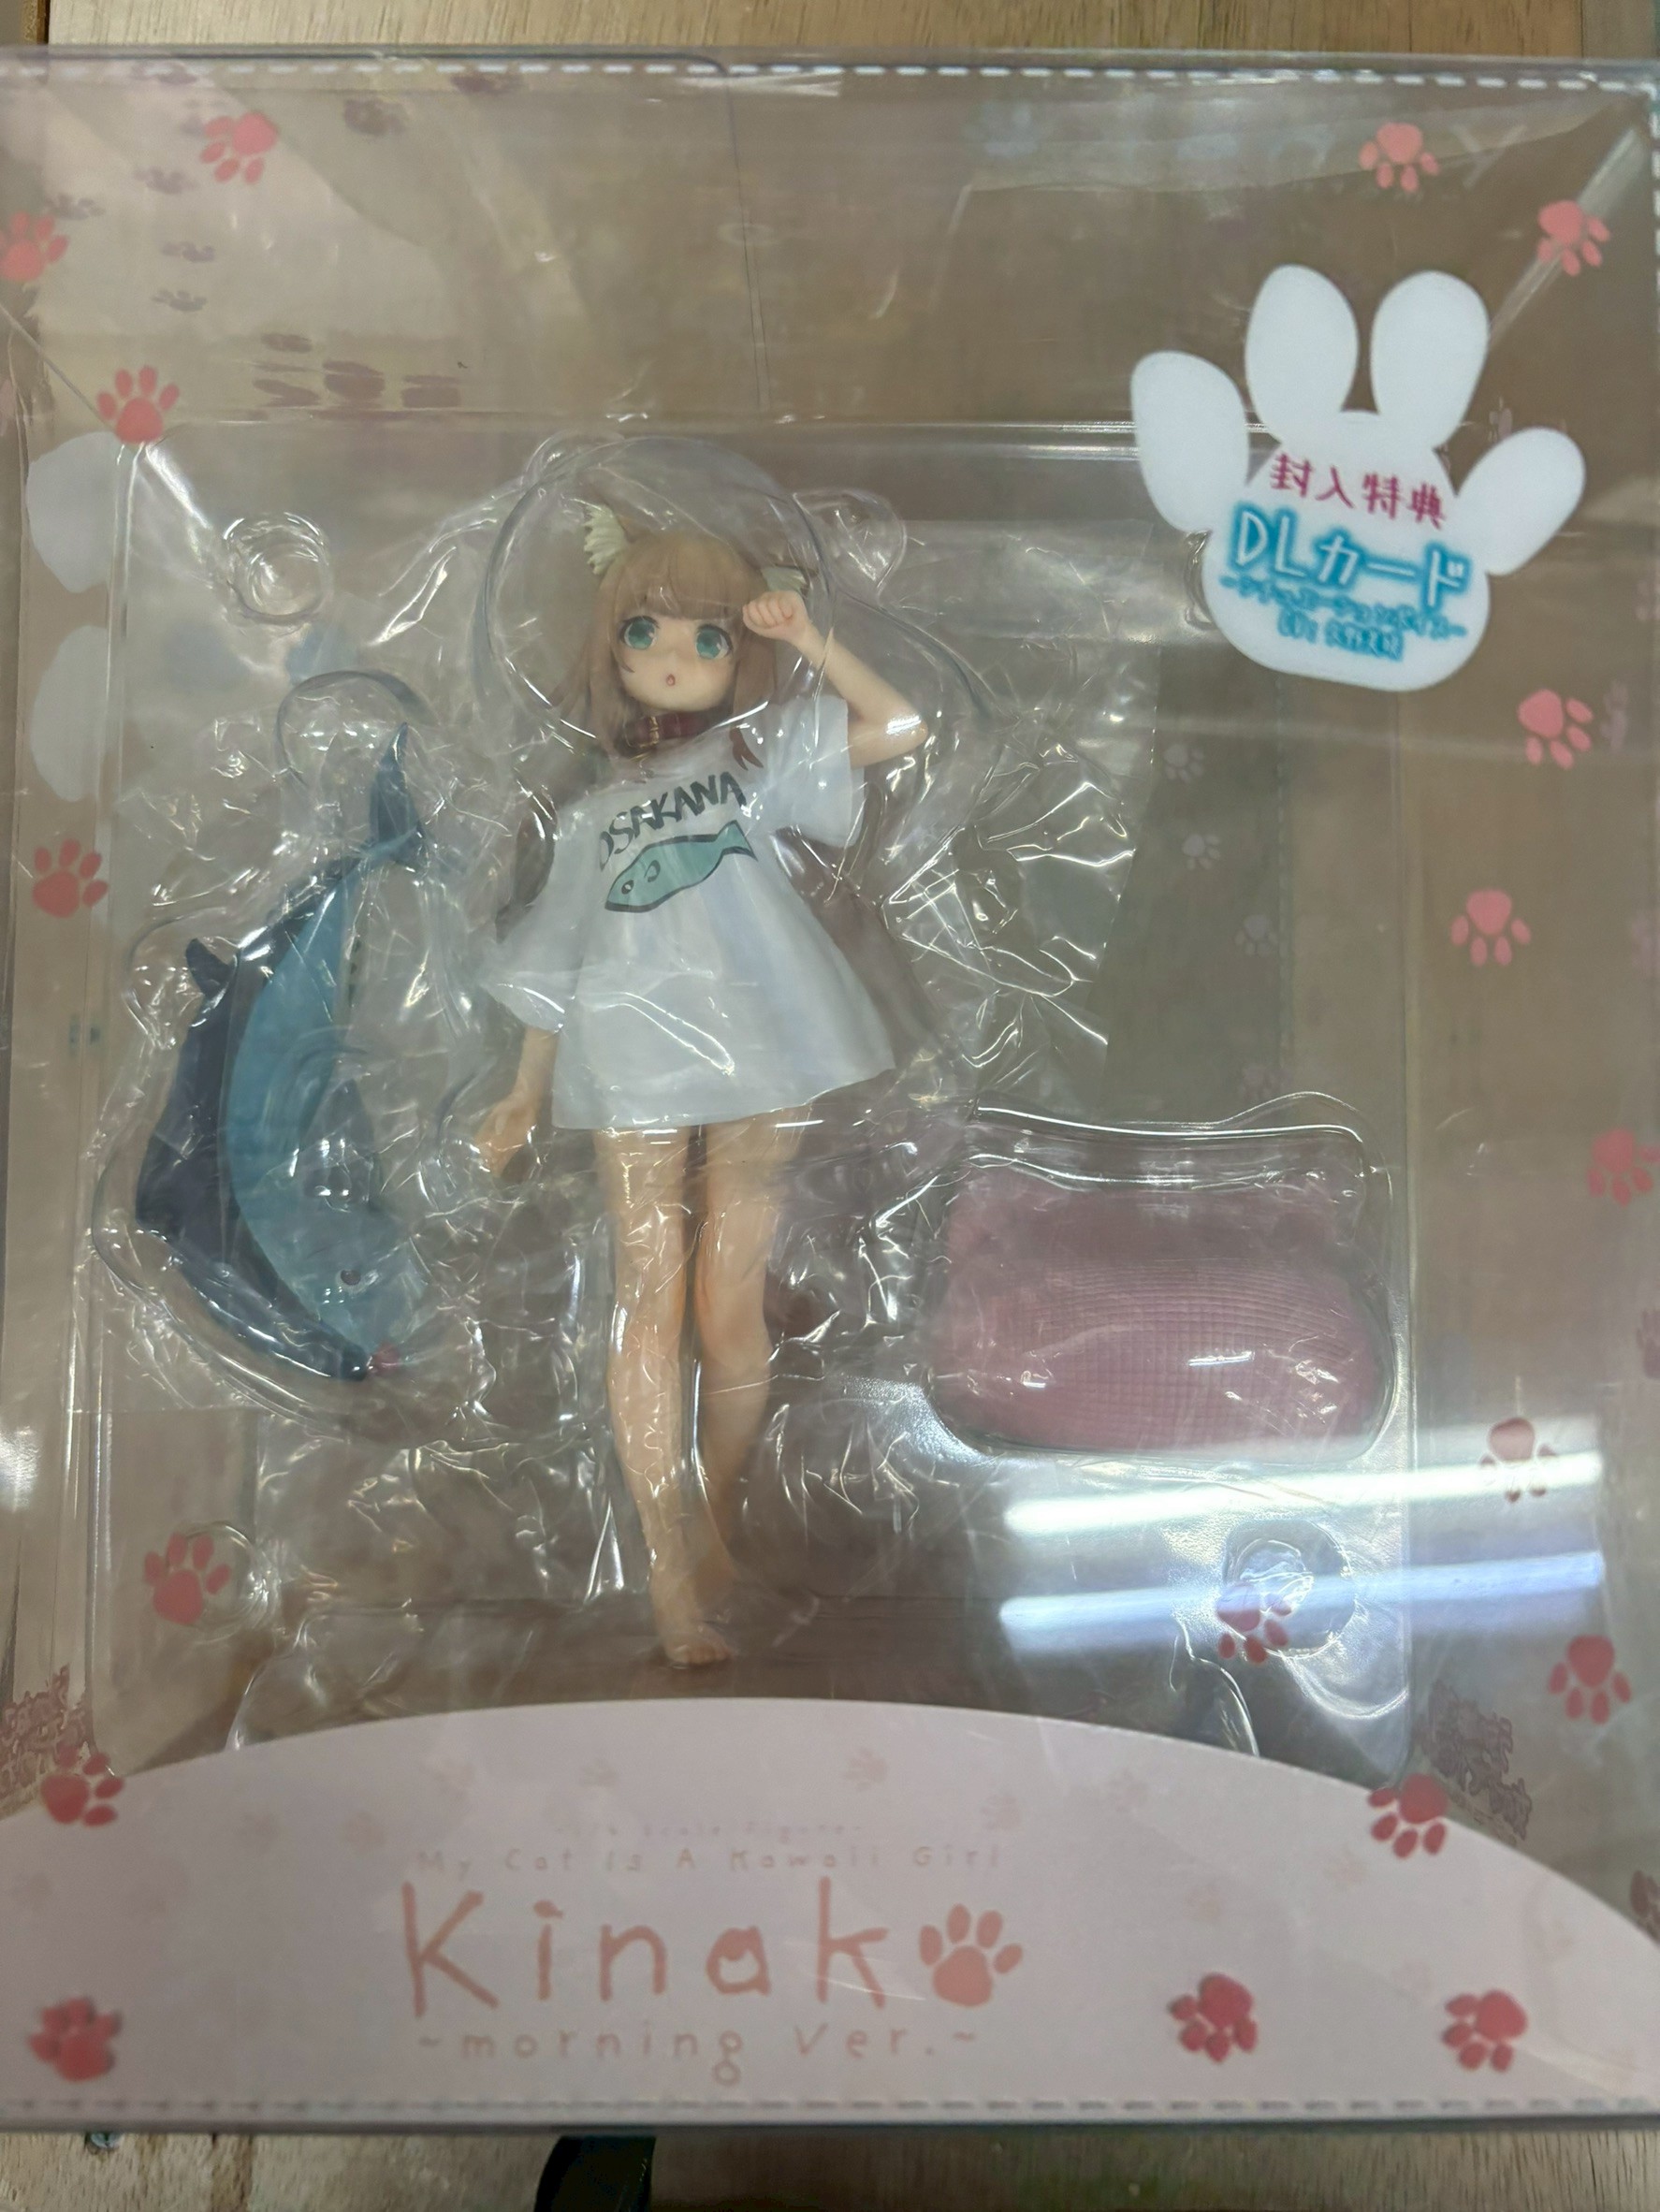 封入特典
DLカード
OSAKANA
My Cat Is A Kawaii Girl
Kinako
~morning Ver.~